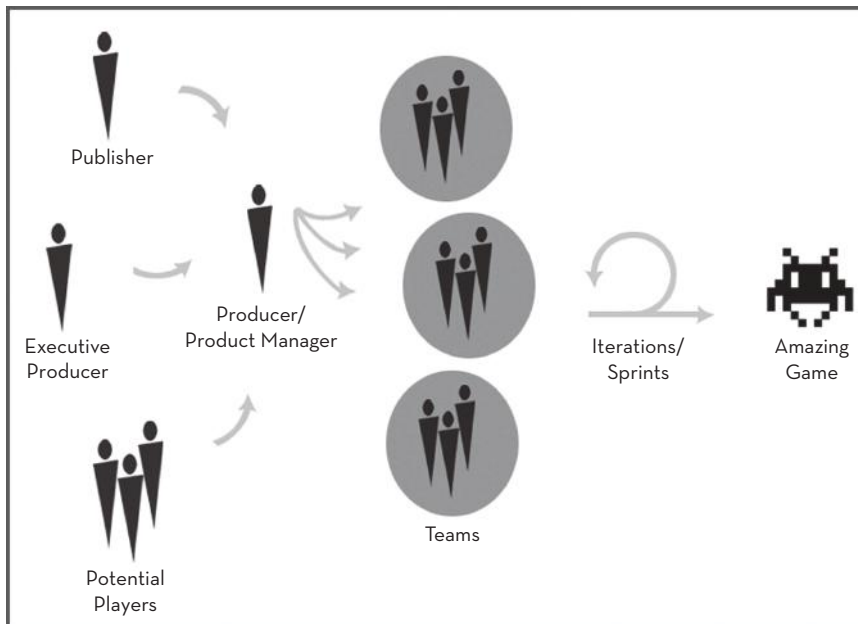 Publisher
Executive
Producer
Potential
Players
Producer/
Product Manager
Teams
Iterations/
Sprints
Amazing
Game